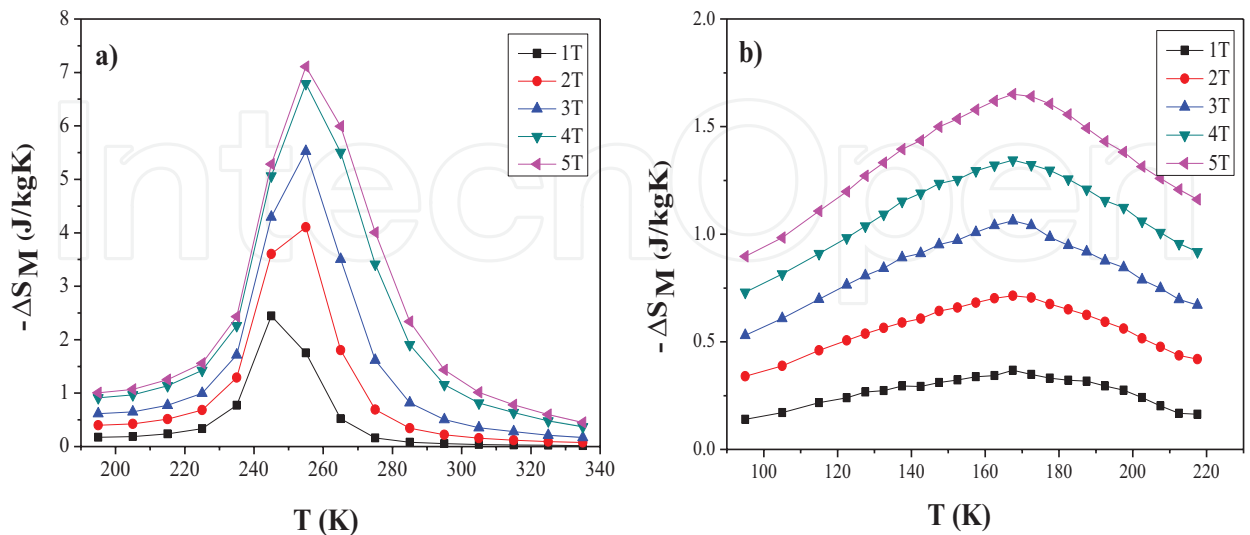 a)
1T
2T
3T
4T
5T
8
7
6
5
4
3
2
1
0
200
220
240
260
280
300
320
340
T (K)
- ΔS M (J/kgK)
b)
1T
2T
3T
4T
5T
2.0
1.5
1.0
0.5
0.0
100
120
140
160
180
200
220
T (K)
- ΔS M (J/kgK)
IntechOpen